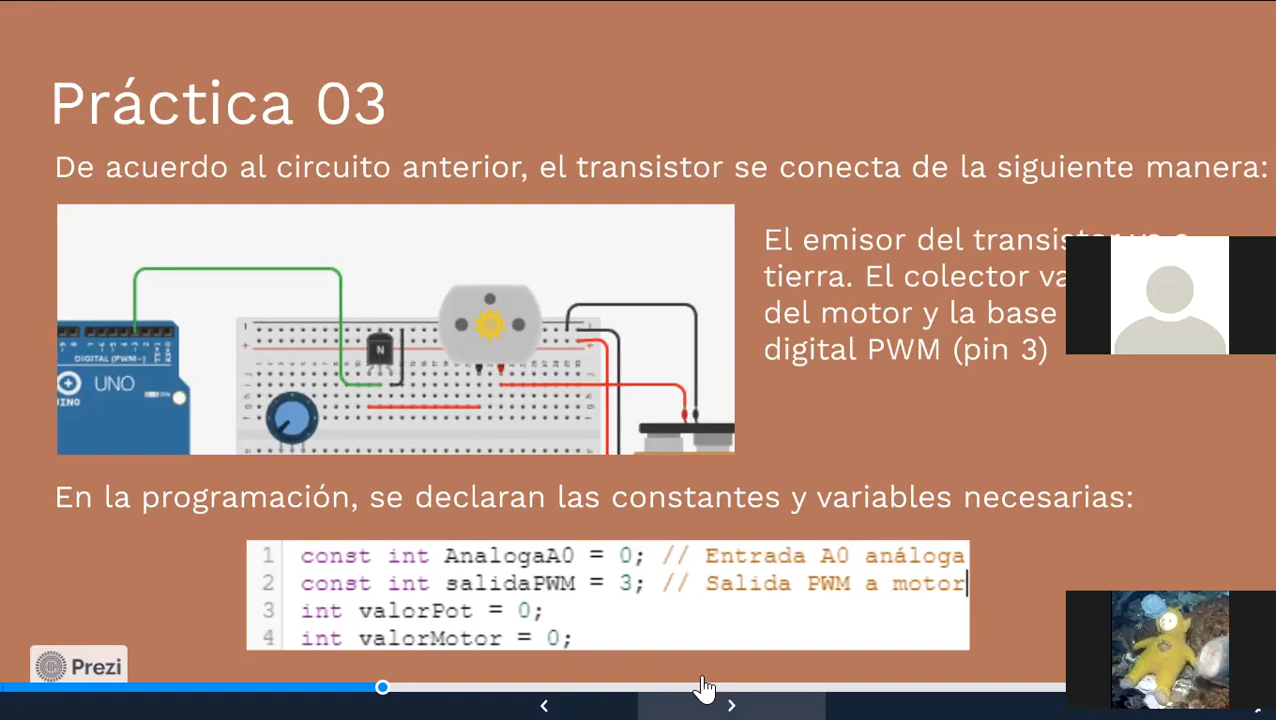 Práctica 03
De acuerdo al circuito anterior, el transistor se conecta de la siguiente manera:
El emisor del transistor va a
tierra. El colector va
del motor y la base
digital PWM (pin 3)
DIGITAL (PWM~)
UNO
N
En la programación, se declaran las constantes y variables necesarias:
1 const int AnalogaA0 = 0; // Entrada A0 análoga
2 const int salidaPWM = 3; // Salida PWM a motor
3 int valorPot = 0;
4 int valorMotor = 0;
Prezi